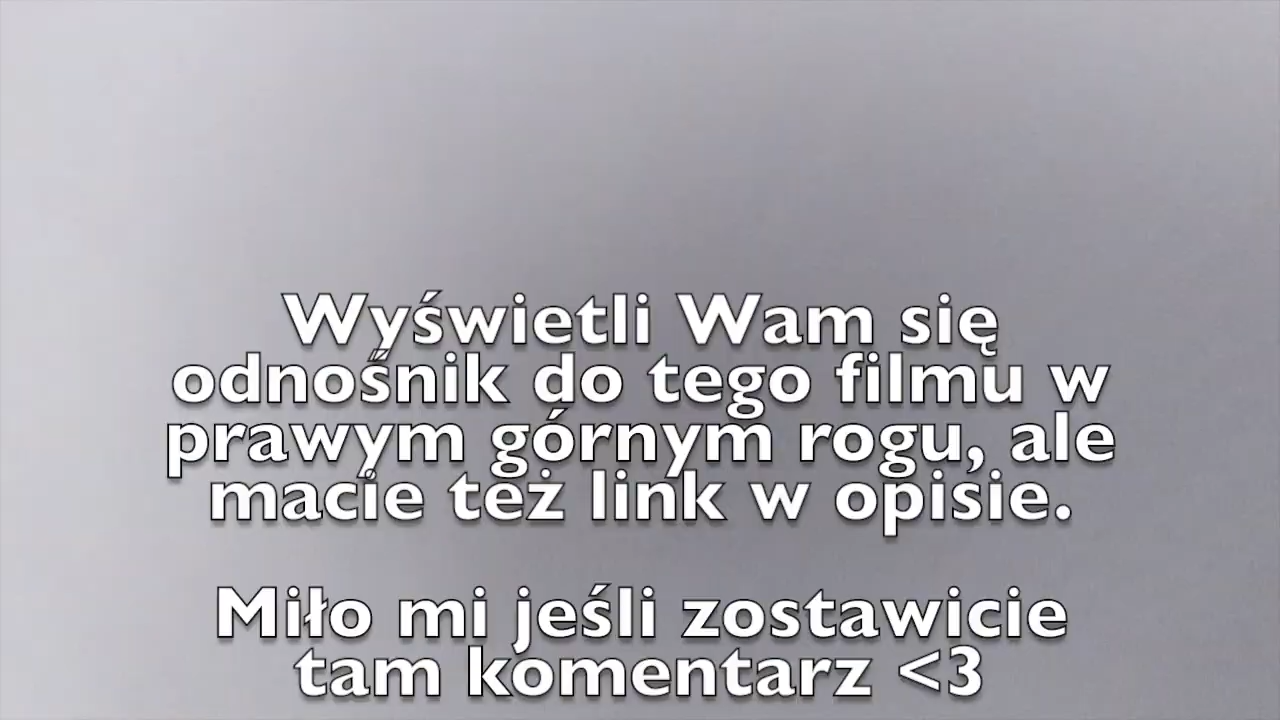 Wyświetli Wam się
odnośnik do tego filmu w
prawym górnym rogu, ale
macie też link w opisie.
Miło mi jeśli zostawicie
tam komentarz <3